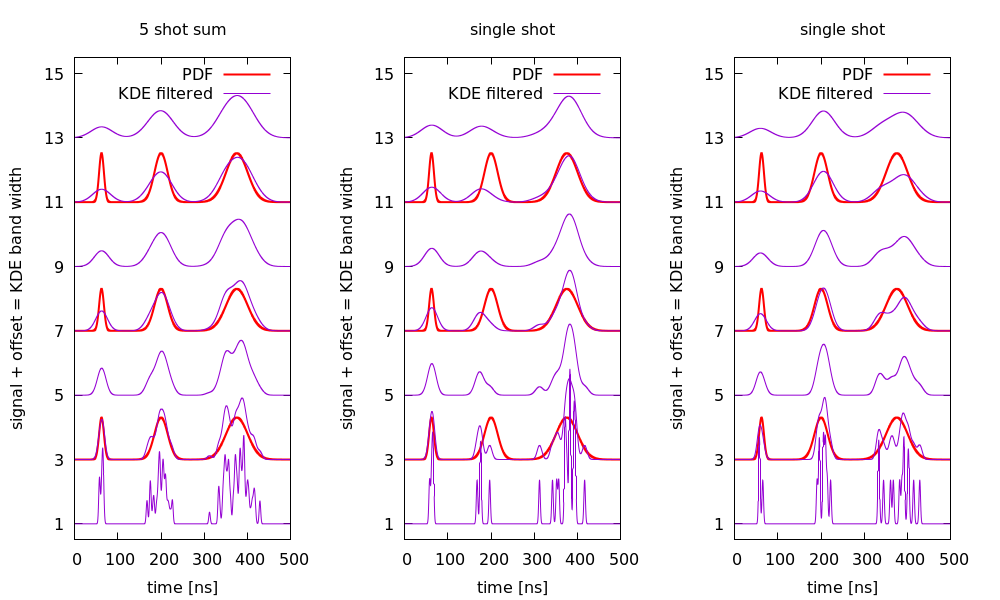 5 shot sum
single shot
single shot
PDF
KDE filtered
PDF
KDE filtered
PDF
KDE filtered
15
13
11
9
7
5
3
1
15
13
11
9
7
5
3
1
15
13
11
9
7
5
3
1
signal + offset = KDE band width
signal + offset = KDE band width
signal + offset = KDE band width
0 100 200 300 400 500
0 100 200 300 400 500
0 100 200 300 400 500
time [ns]
time [ns]
time [ns]